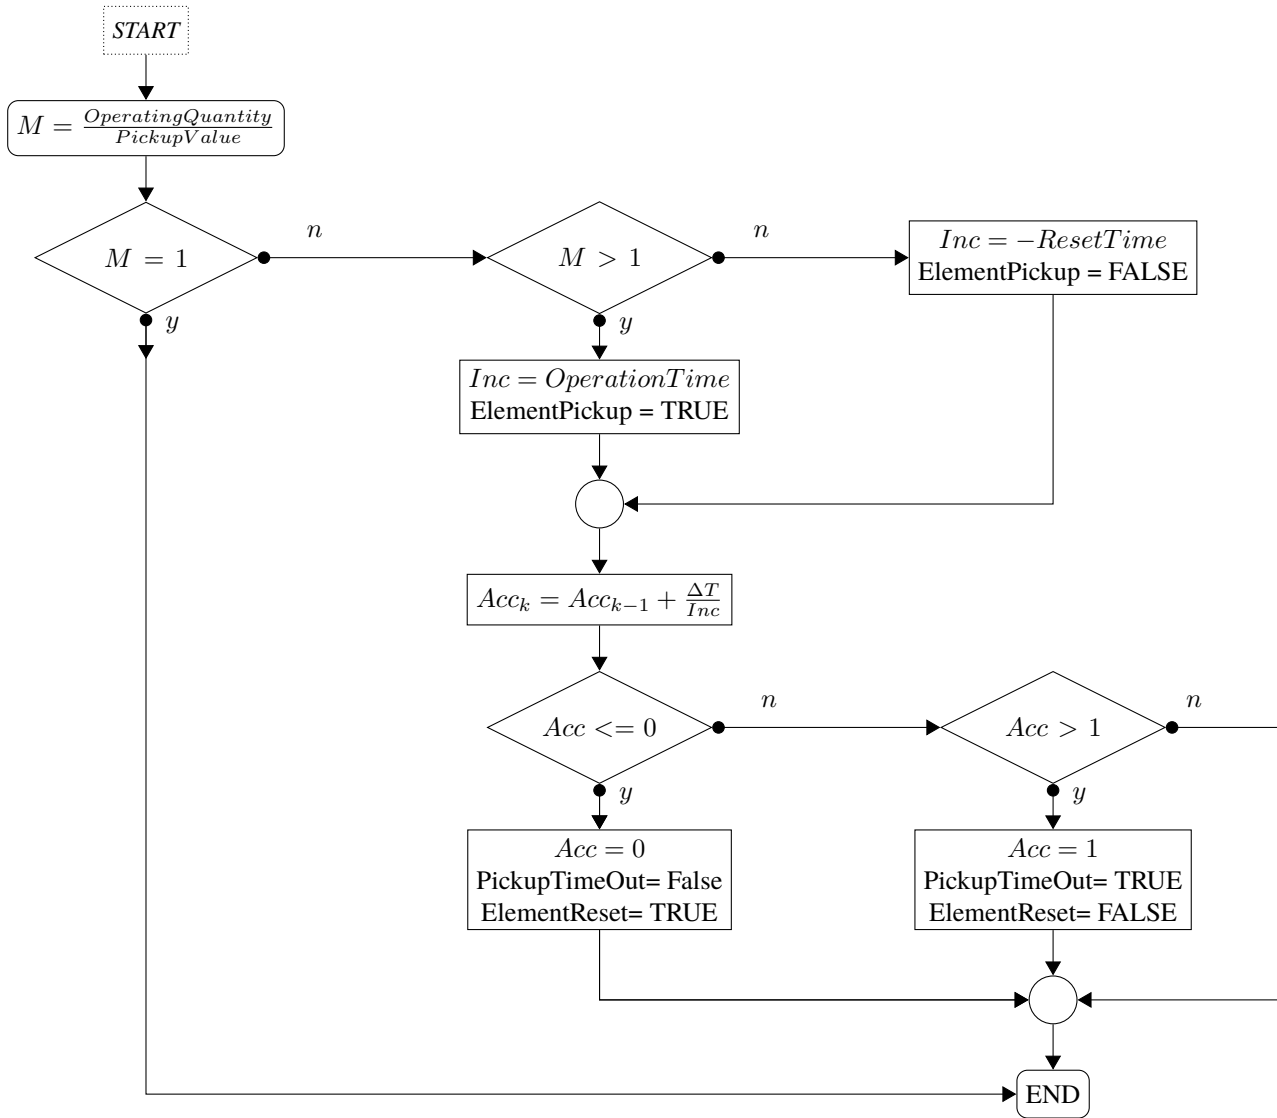 START
M = OperatingQuantity / PickupValue
M = 1
n
M > 1
n
Inc = −ResetTime
ElementPickup = FALSE
y
y
Inc = OperationTime
ElementPickup = TRUE
Acc_k = Acc_{k−1} + ΔT / Inc
Acc <= 0
n
Acc > 1
n
y
y
Acc = 0
PickupTimeOut= False
ElementReset= TRUE
Acc = 1
PickupTimeOut= TRUE
ElementReset= FALSE
END